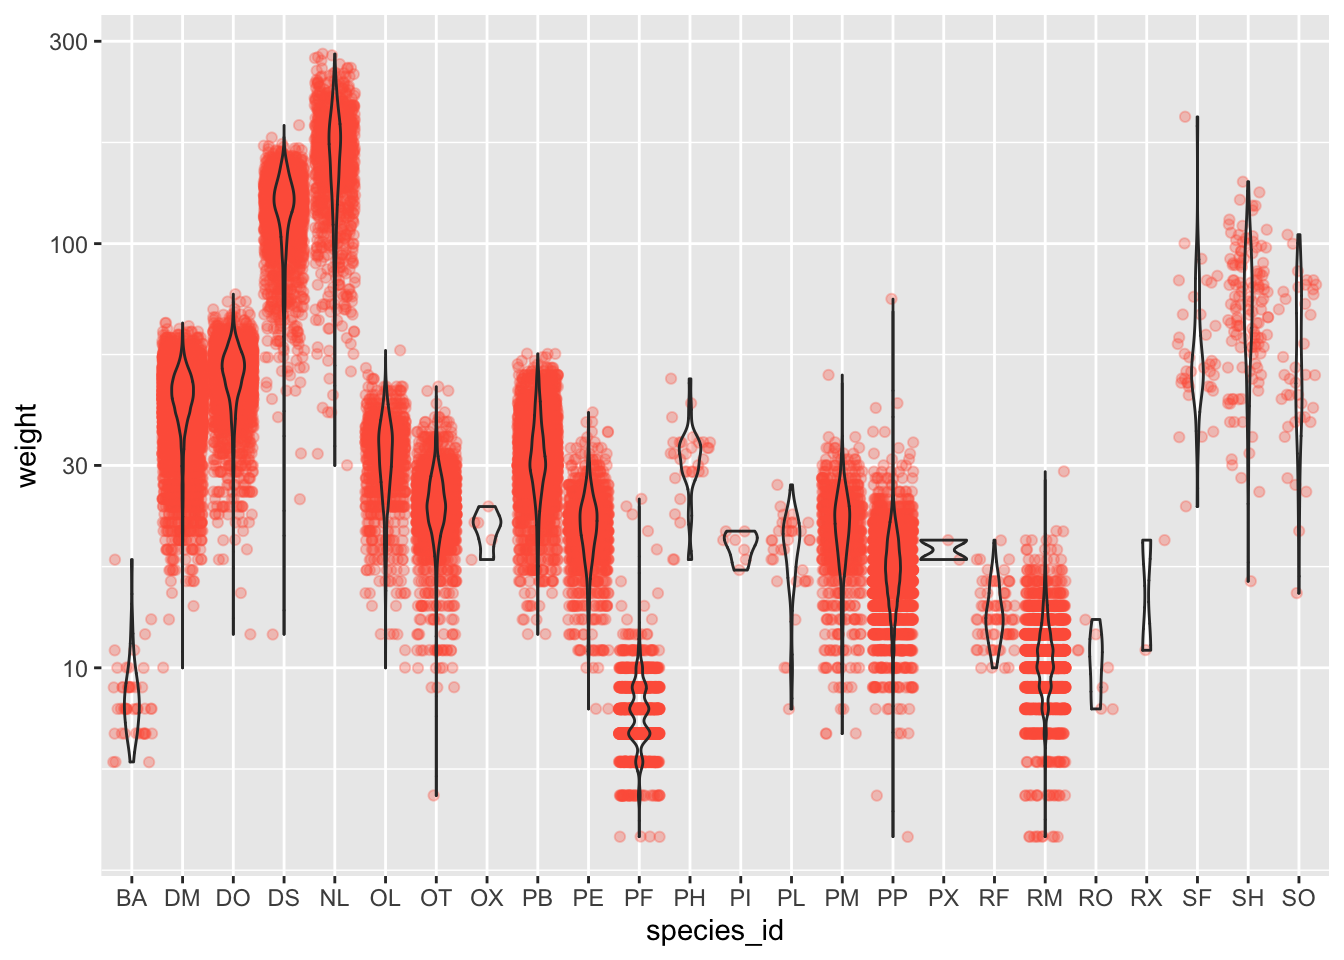 300
100
30
10
weight
BA DM DO DS NL OL OT OX PB PE PF PH PI PL PM PP PX RF RM RO RX SF SH SO
species_id